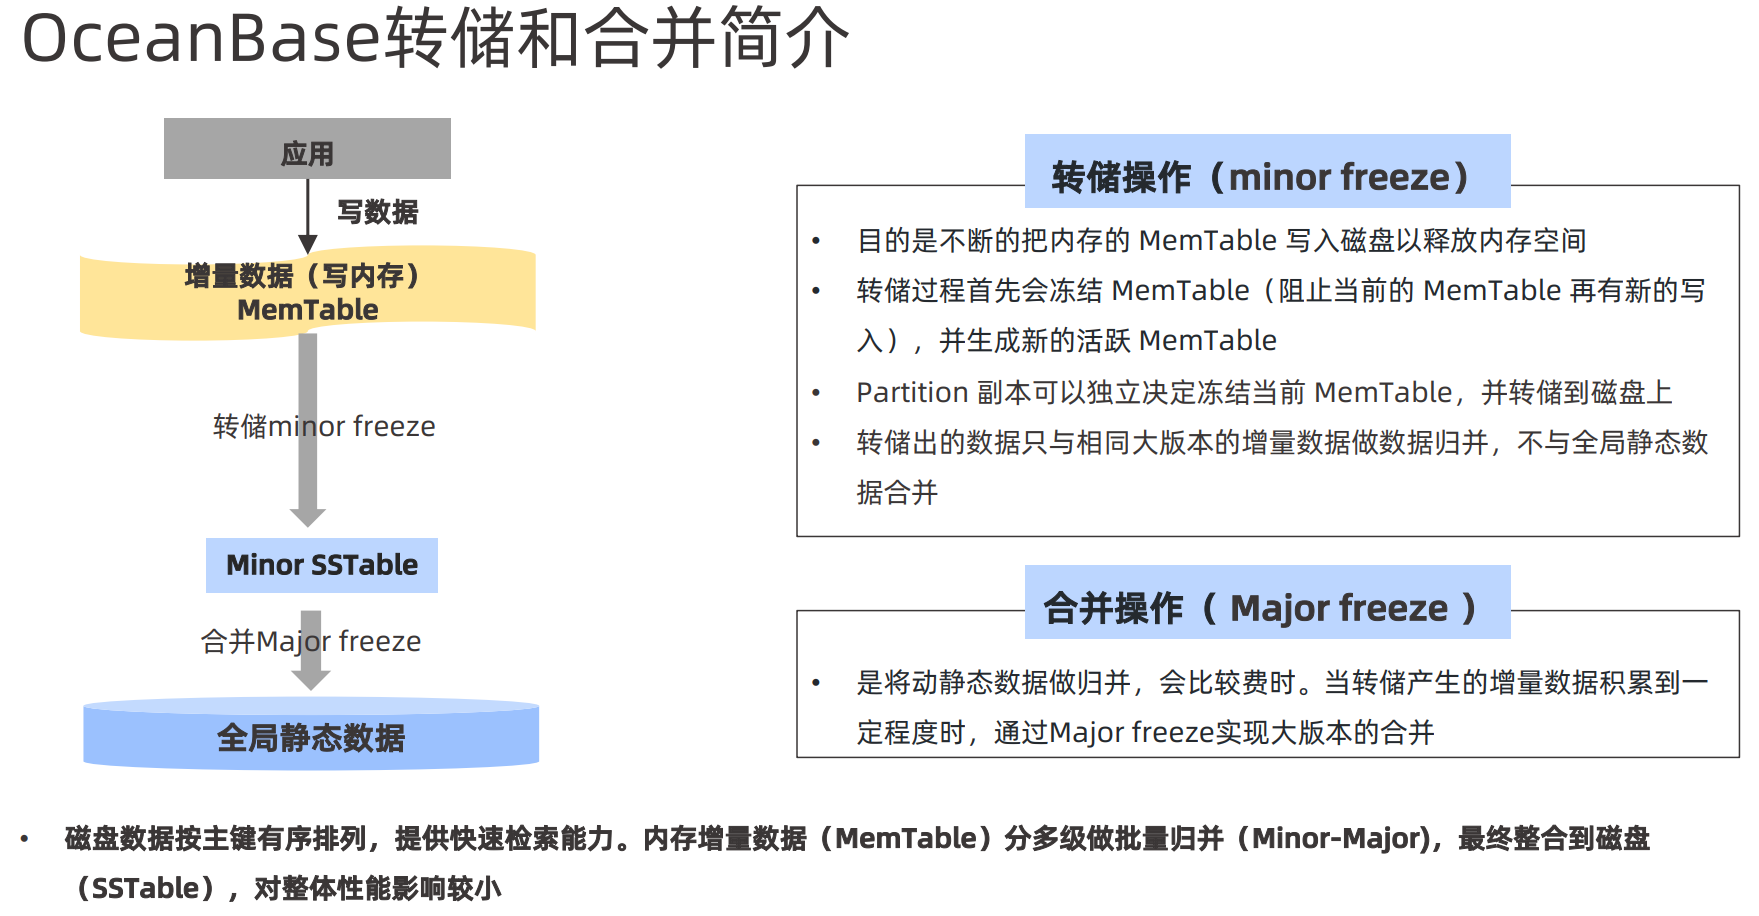 OceanBase转储和合并简介
应用
写数据
增量数据（写内存）
MemTable
转储minor freeze
Minor SSTable
合并Major freeze
全局静态数据
转储操作（minor freeze）
• 目的是不断的把内存的 MemTable 写入磁盘以释放内存空间
• 转储过程首先会冻结 MemTable（阻止当前的 MemTable 再有新的写
入），并生成新的活跃 MemTable
• Partition 副本可以独立决定冻结当前 MemTable，并转储到磁盘上
• 转储出的数据只与相同大版本的增量数据做数据归并，不与全局静态数
据合并
合并操作（ Major freeze ）
• 是将动静态数据做归并，会比较费时。当转储产生的增量数据积累到一
定程度时，通过Major freeze实现大版本的合并
• 磁盘数据按主键有序排列，提供快速检索能力。内存增量数据（MemTable）分多级做批量归并（Minor-Major)，最终整合到磁盘
（SSTable），对整体性能影响较小